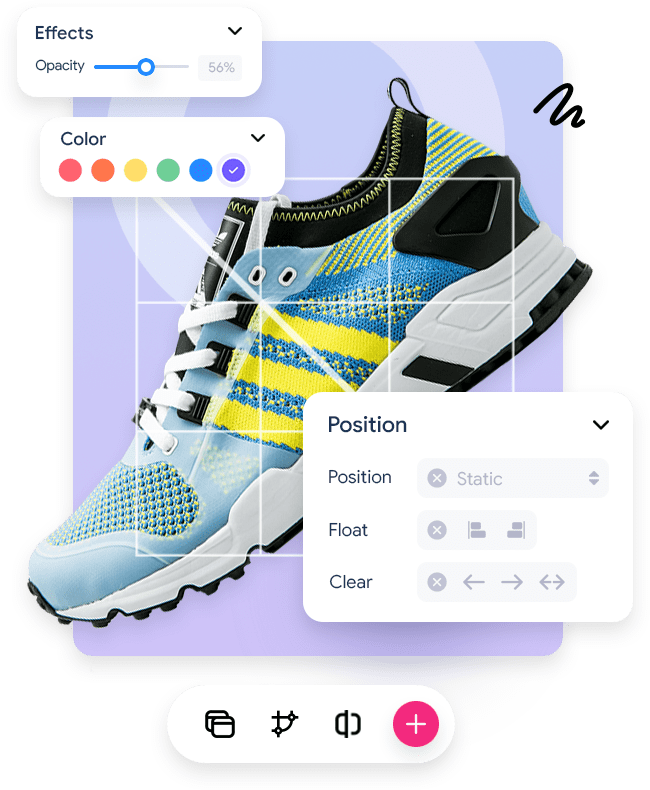 Effects
Opacity 56%
Color
Position
Position Static
Float
Clear